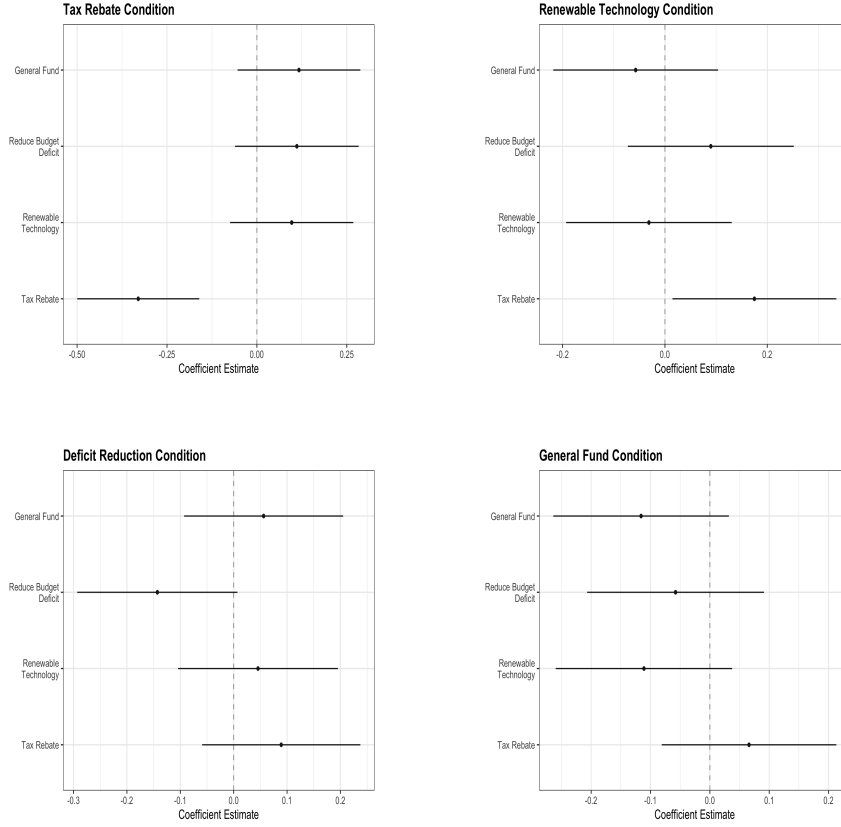 Tax Rebate Condition
General Fund
Reduce Budget
Deficit
Renewable
Technology
Tax Rebate
-0.50 -0.25 0.00 0.25
Coefficient Estimate
Renewable Technology Condition
General Fund
Reduce Budget
Deficit
Renewable
Technology
Tax Rebate
-0.2 0.0 0.2
Coefficient Estimate
Deficit Reduction Condition
General Fund
Reduce Budget
Deficit
Renewable
Technology
Tax Rebate
-0.3 -0.2 -0.1 0.0 0.1 0.2
Coefficient Estimate
General Fund Condition
General Fund
Reduce Budget
Deficit
Renewable
Technology
Tax Rebate
-0.2 -0.1 0.0 0.1 0.2
Coefficient Estimate